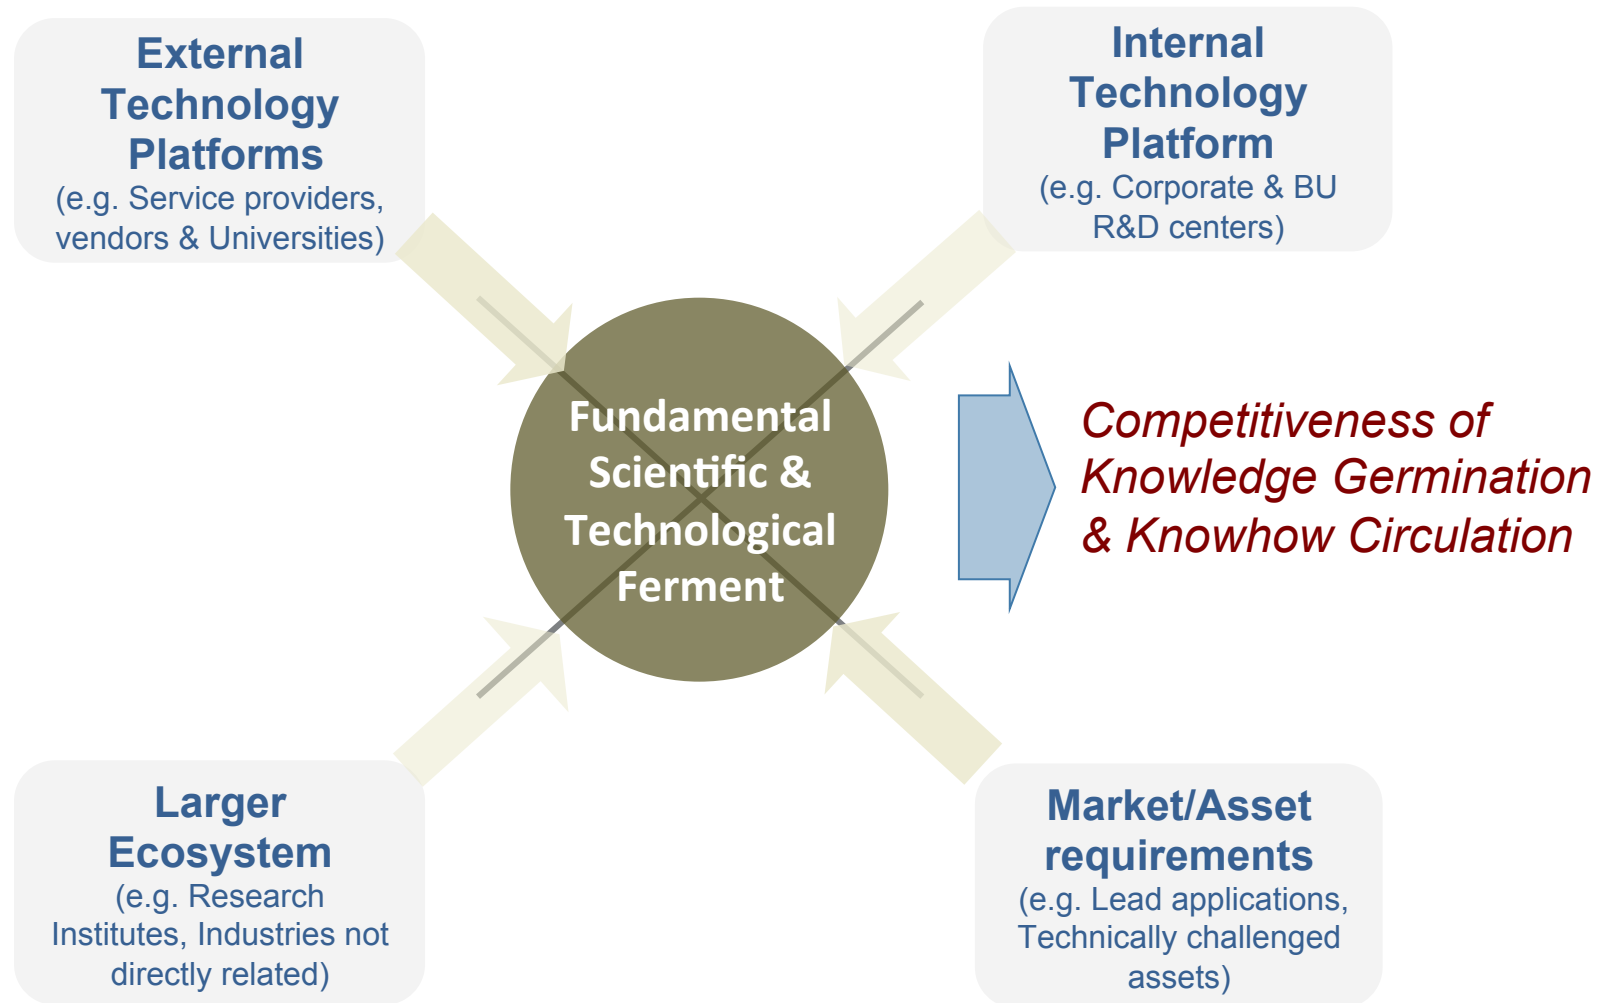 External
Technology
Platforms
(e.g. Service providers,
vendors & Universities)
Internal
Technology
Platform
(e.g. Corporate & BU
R&D centers)
Fundamental
Scientific &
Technological
Ferment
Competitiveness of
Knowledge Germination
& Knowhow Circulation
Larger
Ecosystem
(e.g. Research
Institutes, Industries not
directly related)
Market/Asset
requirements
(e.g. Lead applications,
Technically challenged
assets)